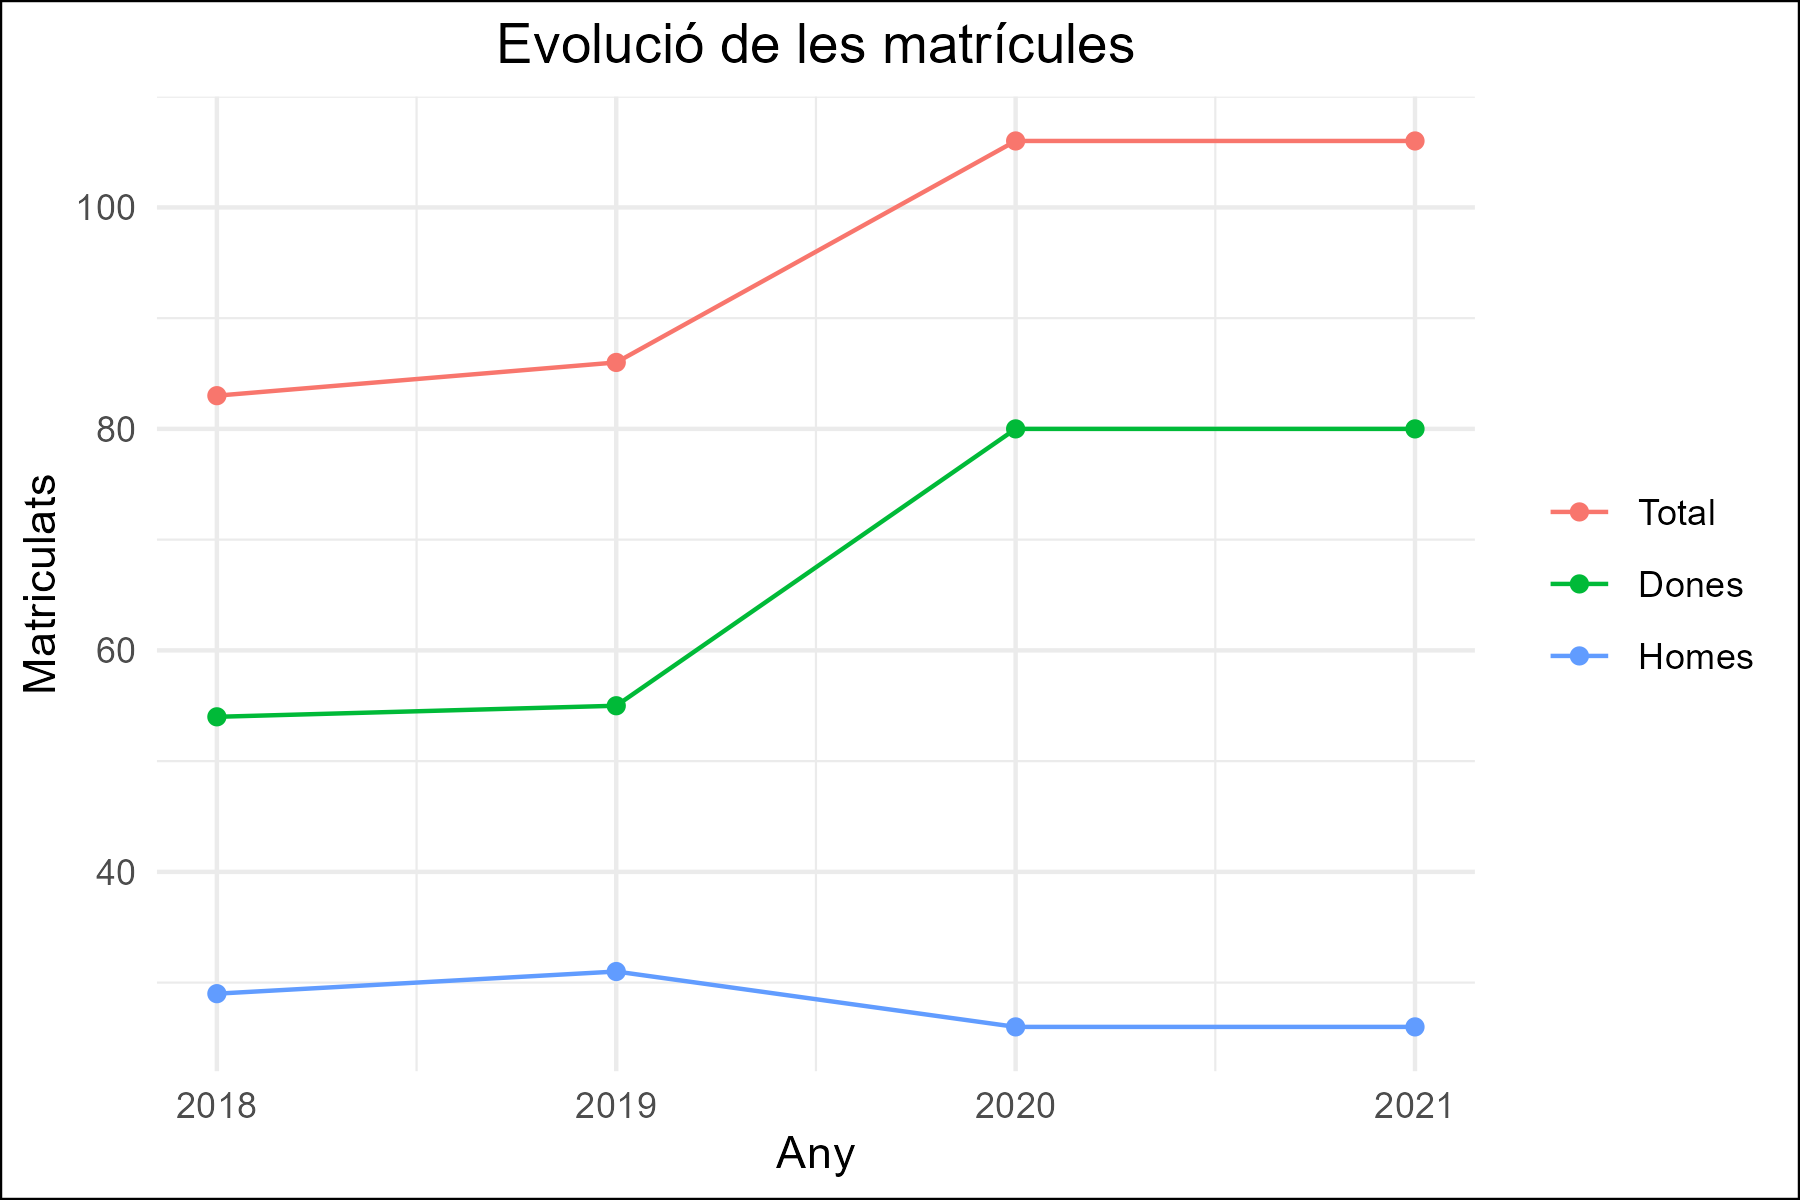 Evolució de les matrícules
Matriculats
100
80
60
40
2018
2019
2020
2021
Any
Total
Dones
Homes